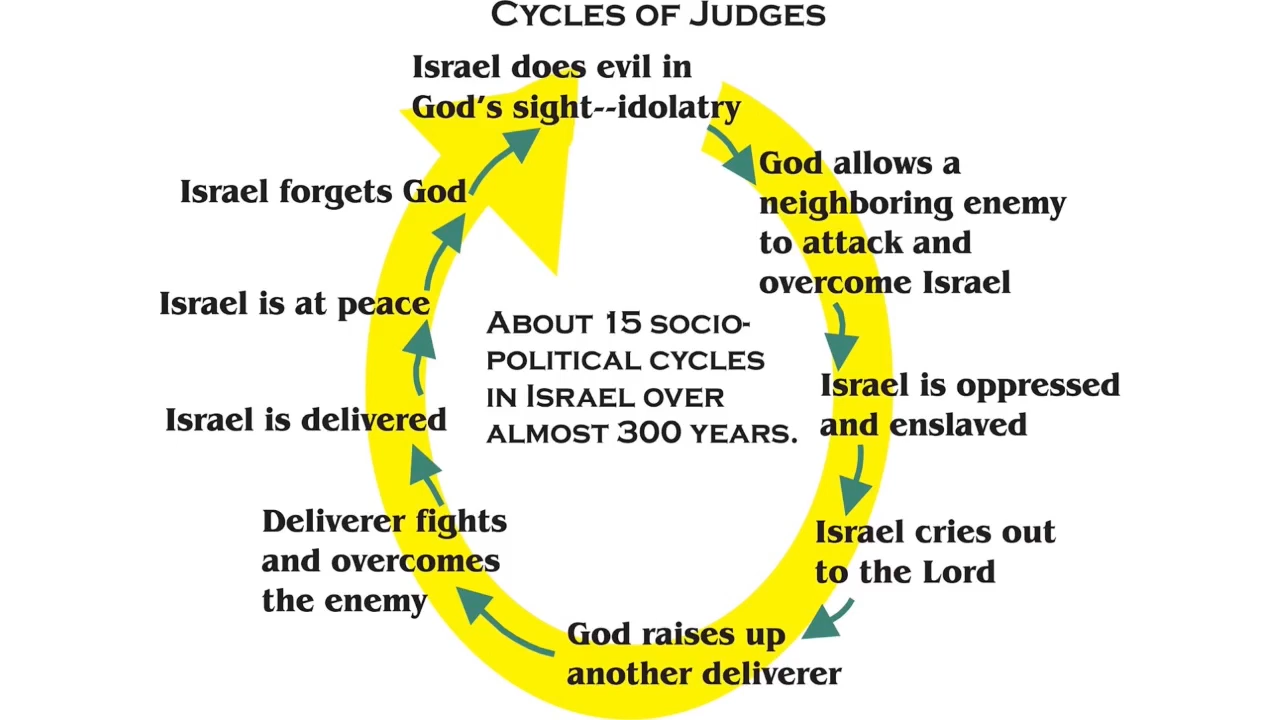 CYCLES OF JUDGES
Israel does evil in
God's sight--idolatry
God allows a
neighboring enemy
to attack and
overcome Israel
Israel is oppressed
and enslaved
Israel cries out
to the Lord
God raises up
another deliverer
Deliverer fights
and overcomes
the enemy
Israel is delivered
Israel is at peace
Israel forgets God
ABOUT 15 SOCIO-
POLITICAL CYCLES
IN ISRAEL OVER
ALMOST 300 YEARS.